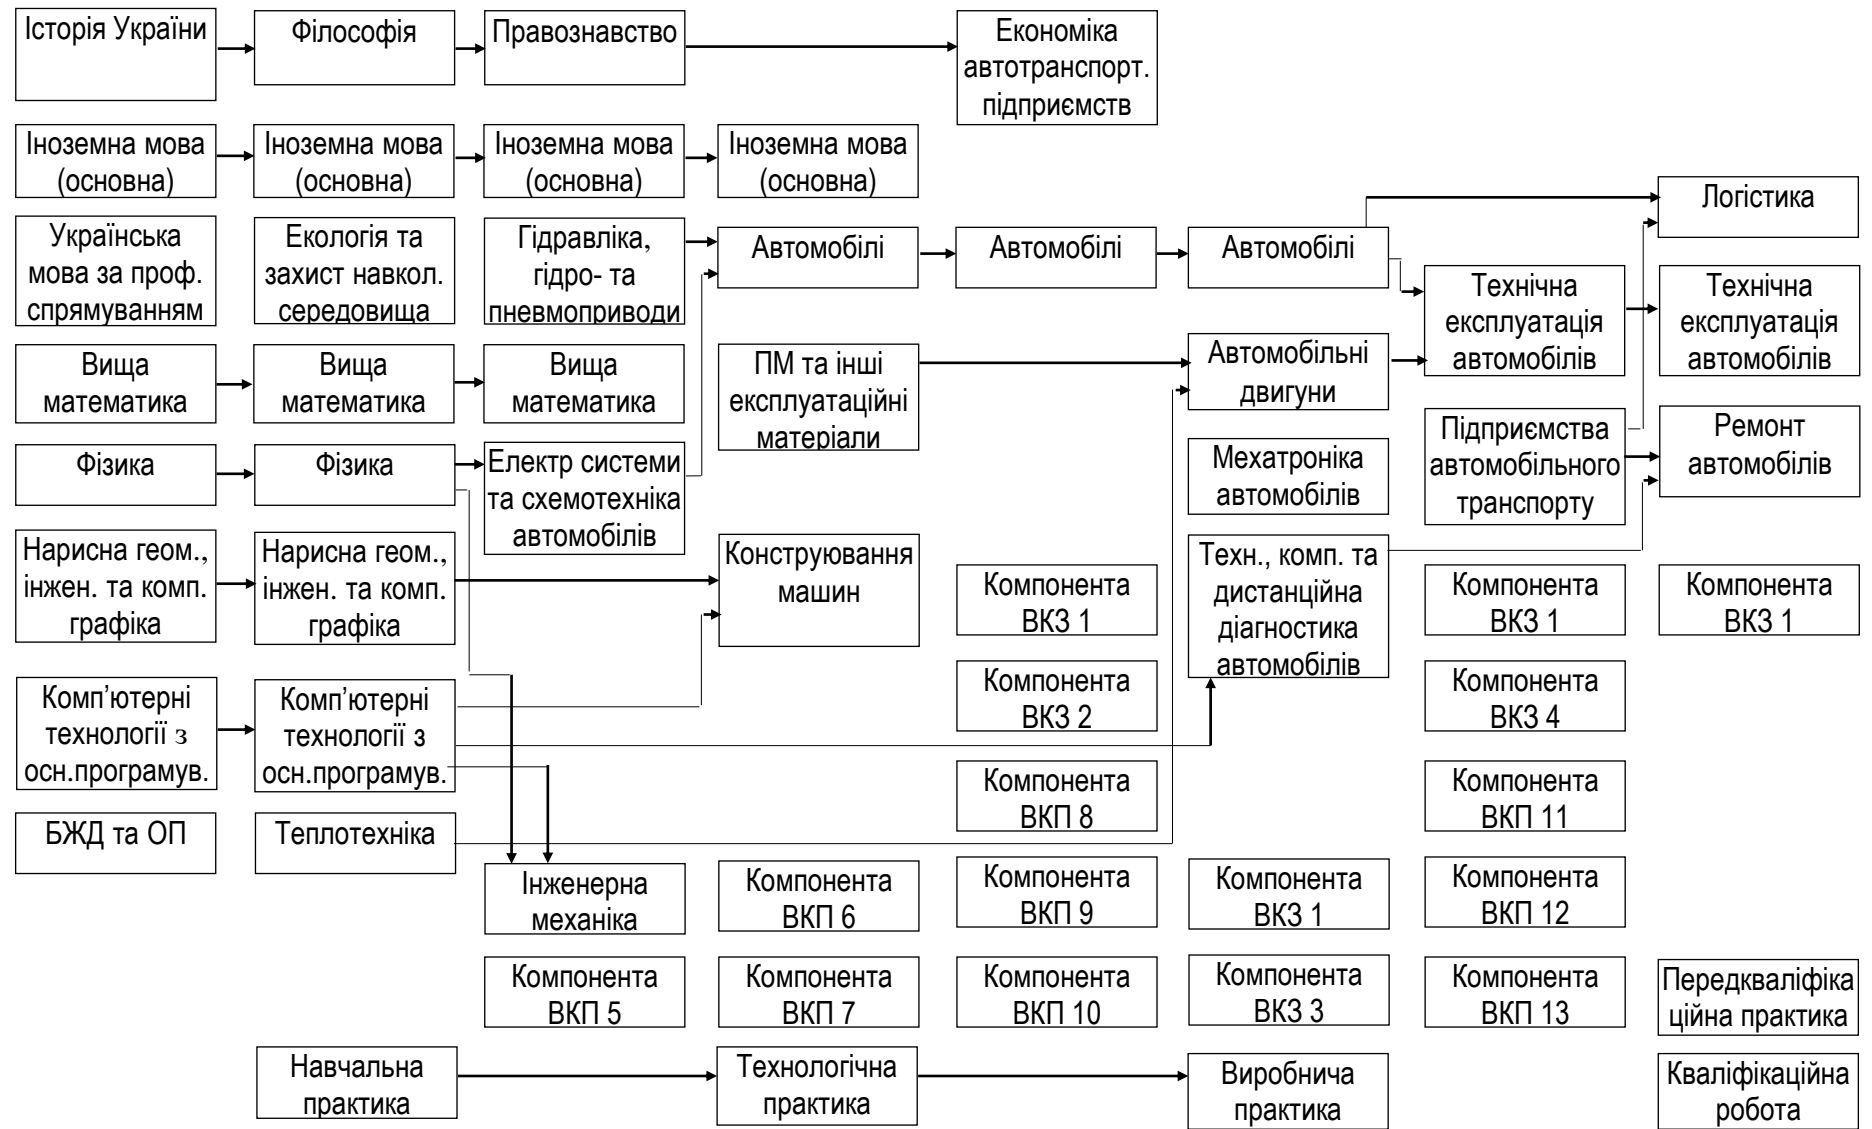 Історія України
Філософія
Правознавство
Економіка
автотранспорт.
підприємств
Іноземна мова
(основна)
Іноземна мова
(основна)
Іноземна мова
(основна)
Іноземна мова
(основна)
Логістика
Українська
мова за проф.
спрямуванням
Екологія та
захист навкол.
середовища
Гідравліка,
гідро- та
пневмоприводи
Автомобілі
Автомобілі
Автомобілі
Технічна
експлуатація
автомобілів
Технічна
експлуатація
автомобілів
Вища
математика
Вища
математика
Вища
математика
ПМ та інші
експлуатаційні
матеріали
Автомобільні
двигуни
Підприємства
автомобільного
транспорту
Ремонт
автомобілів
Фізика
Фізика
Електр системи
та схемотехніка
автомобілів
Мехатроніка
автомобілів
Нарисна геом.,
інжен. та комп.
графіка
Нарисна геом.,
інжен. та комп.
графіка
Конструювання
машин
Компонента
ВКЗ 1
Техн., комп. та
дистанційна
діагностика
автомобілів
Компонента
ВКЗ 1
Компонента
ВКЗ 1
Комп’ютерні
технології з
осн.програмув.
Комп’ютерні
технології з
осн.програмув.
Компонента
ВКЗ 2
Компонента
ВКЗ 4
Компонента
ВКП 8
Компонента
ВКП 11
БЖД та ОП
Теплотехніка
Інженерна
механіка
Компонента
ВКП 6
Компонента
ВКП 9
Компонента
ВКЗ 1
Компонента
ВКП 12
Компонента
ВКП 5
Компонента
ВКП 7
Компонента
ВКП 10
Компонента
ВКЗ 3
Компонента
ВКП 13
Передкваліфіка
ційна практика
Навчальна
практика
Технологічна
практика
Виробнича
практика
Кваліфікаційна
робота